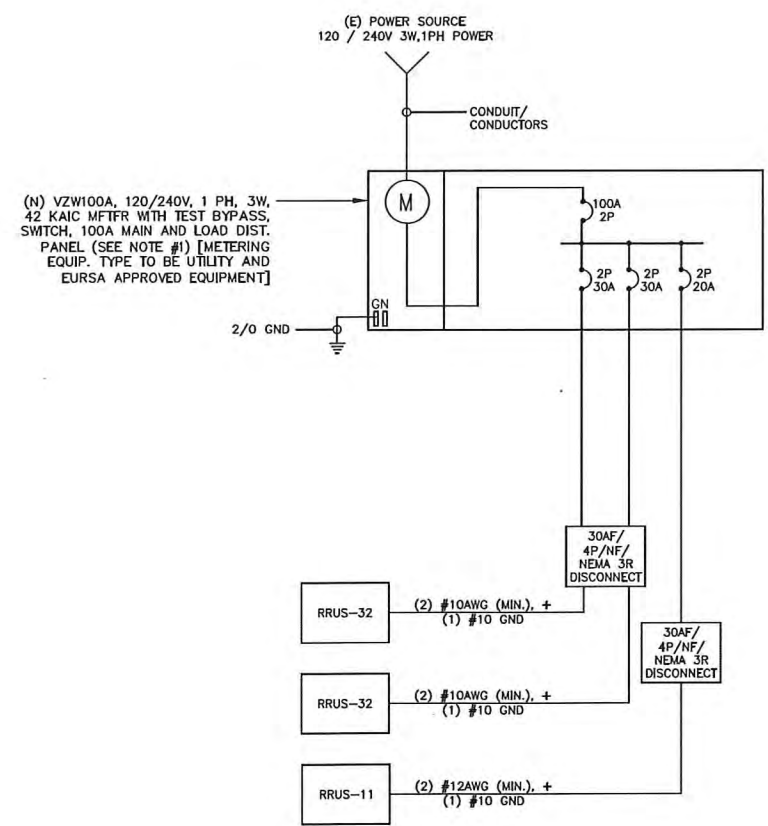 (E) POWER SOURCE
120 / 240V 3W,1PH POWER
CONDUIT/
CONDUCTORS
(N) VZW100A, 120/240V, 1 PH, 3W,
42 KAIC MFTFR WITH TEST BYPASS,
SWITCH, 100A MAIN AND LOAD DIST.
PANEL (SEE NOTE #1) [METERING
EQUIP. TYPE TO BE UTILITY AND
EURSA APPROVED EQUIPMENT]
M
100A
2P
2P
30A
2P
30A
2P
20A
GN
2/0 GND
30AF/
4P/NF/
NEMA 3R
DISCONNECT
RRUS-32
(2) #10AWG (MIN.), +
(1) #10 GND
30AF/
4P/NF/
NEMA 3R
DISCONNECT
RRUS-32
(2) #10AWG (MIN.), +
(1) #10 GND
RRUS-11
(2) #12AWG (MIN.), +
(1) #10 GND